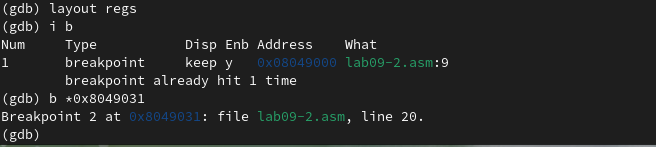 (gdb) layout regs
(gdb) i b
Num     Type           Disp Enb Address    What
1       breakpoint     keep y   0x08049000 lab09-2.asm:9
        breakpoint already hit 1 time
(gdb) b *0x8049031
Breakpoint 2 at 0x8049031: file lab09-2.asm, line 20.
(gdb)